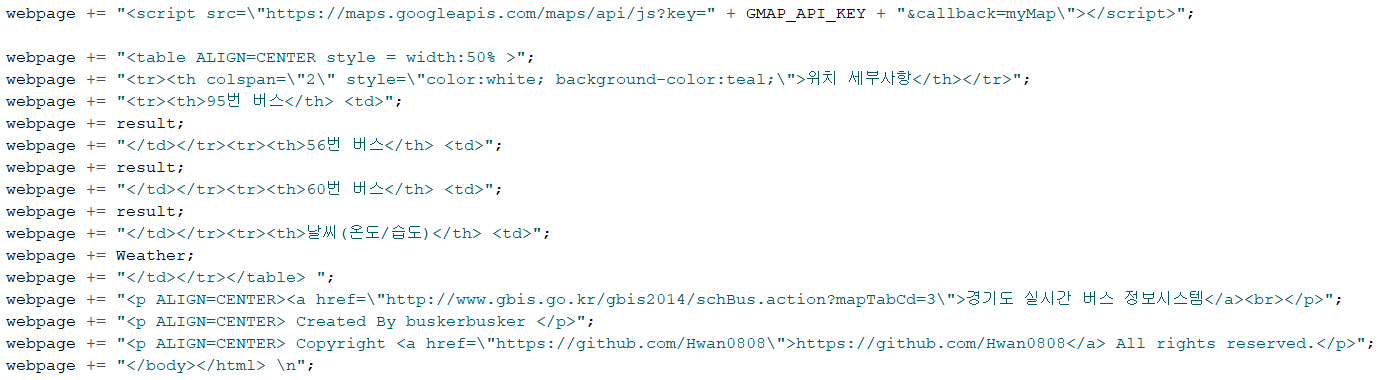 webpage += "<script src=\"https://maps.googleapis.com/maps/api/js?key=" + GMAP_API_KEY + "&callback=myMap\"></script>";
webpage += "<table ALIGN=CENTER style = width:50% >";
webpage += "<tr><th colspan=\"2\" style=\"color:white; background-color:teal;\">위치 세부사항</th></tr>";
webpage += "<tr><th>95번 버스</th> <td>";
webpage += result;
webpage += "</td></tr><tr><th>56번 버스</th> <td>";
webpage += result;
webpage += "</td></tr><tr><th>60번 버스</th> <td>";
webpage += result;
webpage += "</td></tr><tr><th>날씨(온도/습도)</th> <td>";
webpage += Weather;
webpage += "</td></tr></table> ";
webpage += "<p ALIGN=CENTER><a href=\"http://www.gbis.go.kr/gbis2014/schBus.action?mapTabCd=3\">경기도 실시간 버스 정보시스템</a><br></p>";
webpage += "<p ALIGN=CENTER> Created By buskerbusker </p>";
webpage += "<p ALIGN=CENTER> Copyright <a href=\"https://github.com/Hwan0808\">https://github.com/Hwan0808</a> All rights reserved.</p>";
webpage += "</body></html> \n";